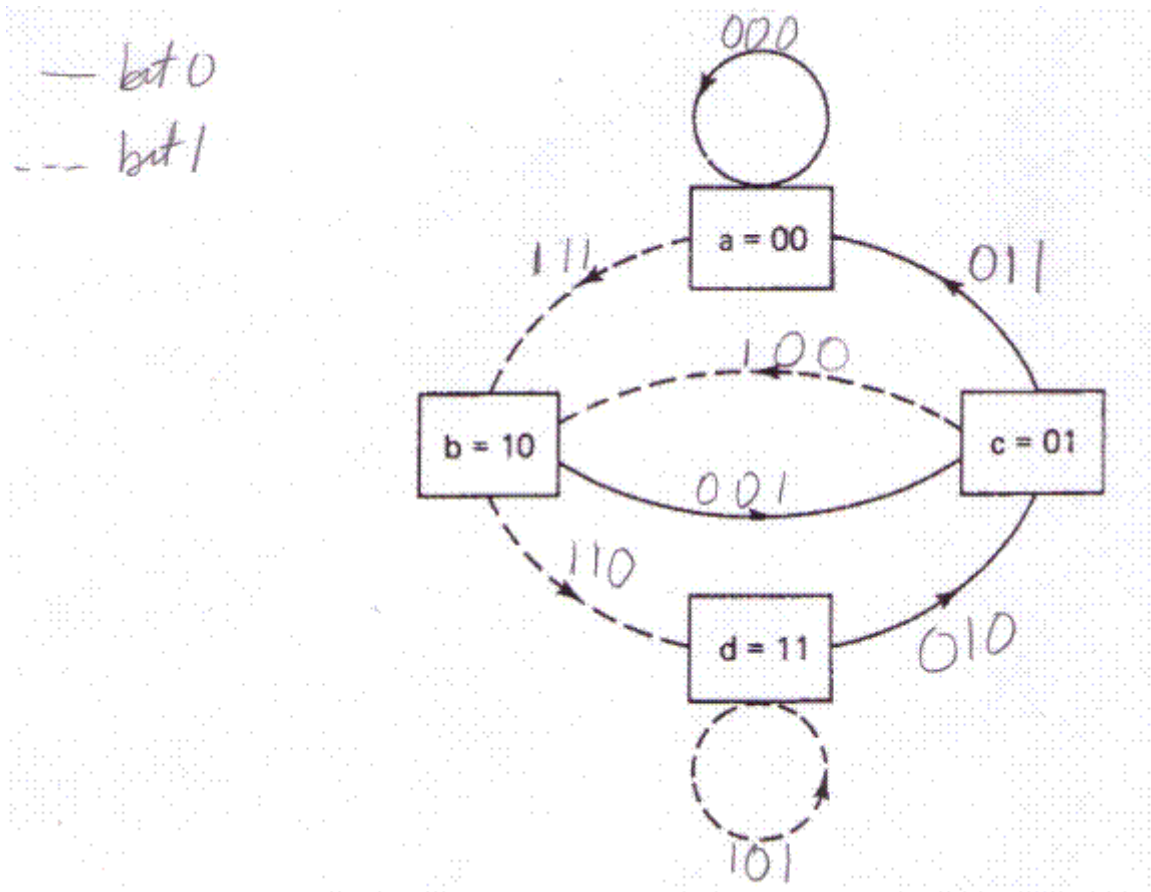 000
— bit 0
--- bit 1
a = 00
111
011
100
b = 10
c = 01
001
110
d = 11
010
101